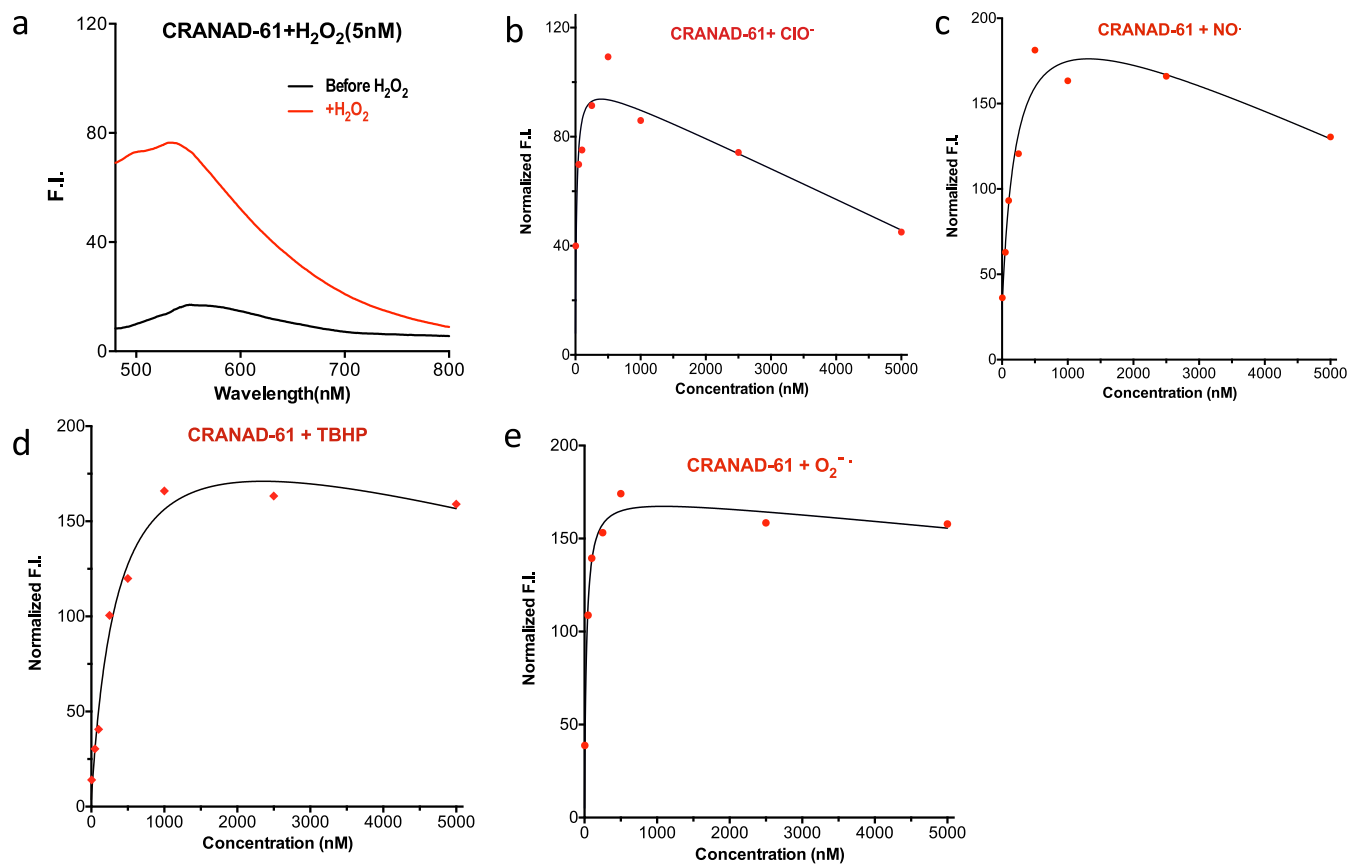 a
CRANAD-61+H₂O₂(5nM)
Before H₂O₂
+H₂O₂
F.I.
120
80
40
0
500
600
700
800
Wavelength(nM)
b
CRANAD-61+ ClO⁻
Normalized F.I.
120
80
40
0
0
1000
2000
3000
4000
5000
Concentration (nM)
c
CRANAD-61 + NO·
Normalized F.I.
200
150
100
50
0
0
1000
2000
3000
4000
5000
Concentration (nM)
d
CRANAD-61 + TBHP
Normalized F.I.
200
150
100
50
0
0
1000
2000
3000
4000
5000
Concentration (nM)
e
CRANAD-61 + O₂⁻·
Normalized F.I.
200
150
100
50
0
0
1000
2000
3000
4000
5000
Concentration (nM)